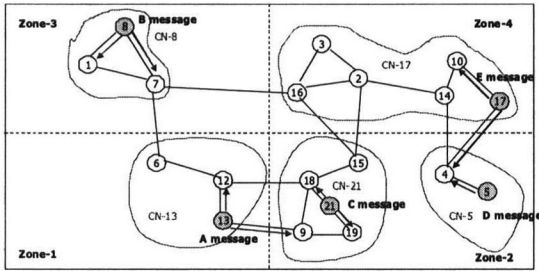 Zone-3
8
B message
CN-8
1
7
Zone-4
3
CN-17
2
16
10
E message
14
17
6
12
CN-13
13
A message
15
18
CN-21
21
C message
9
19
4
5
CN-5
D message
Zone-1
Zone-2